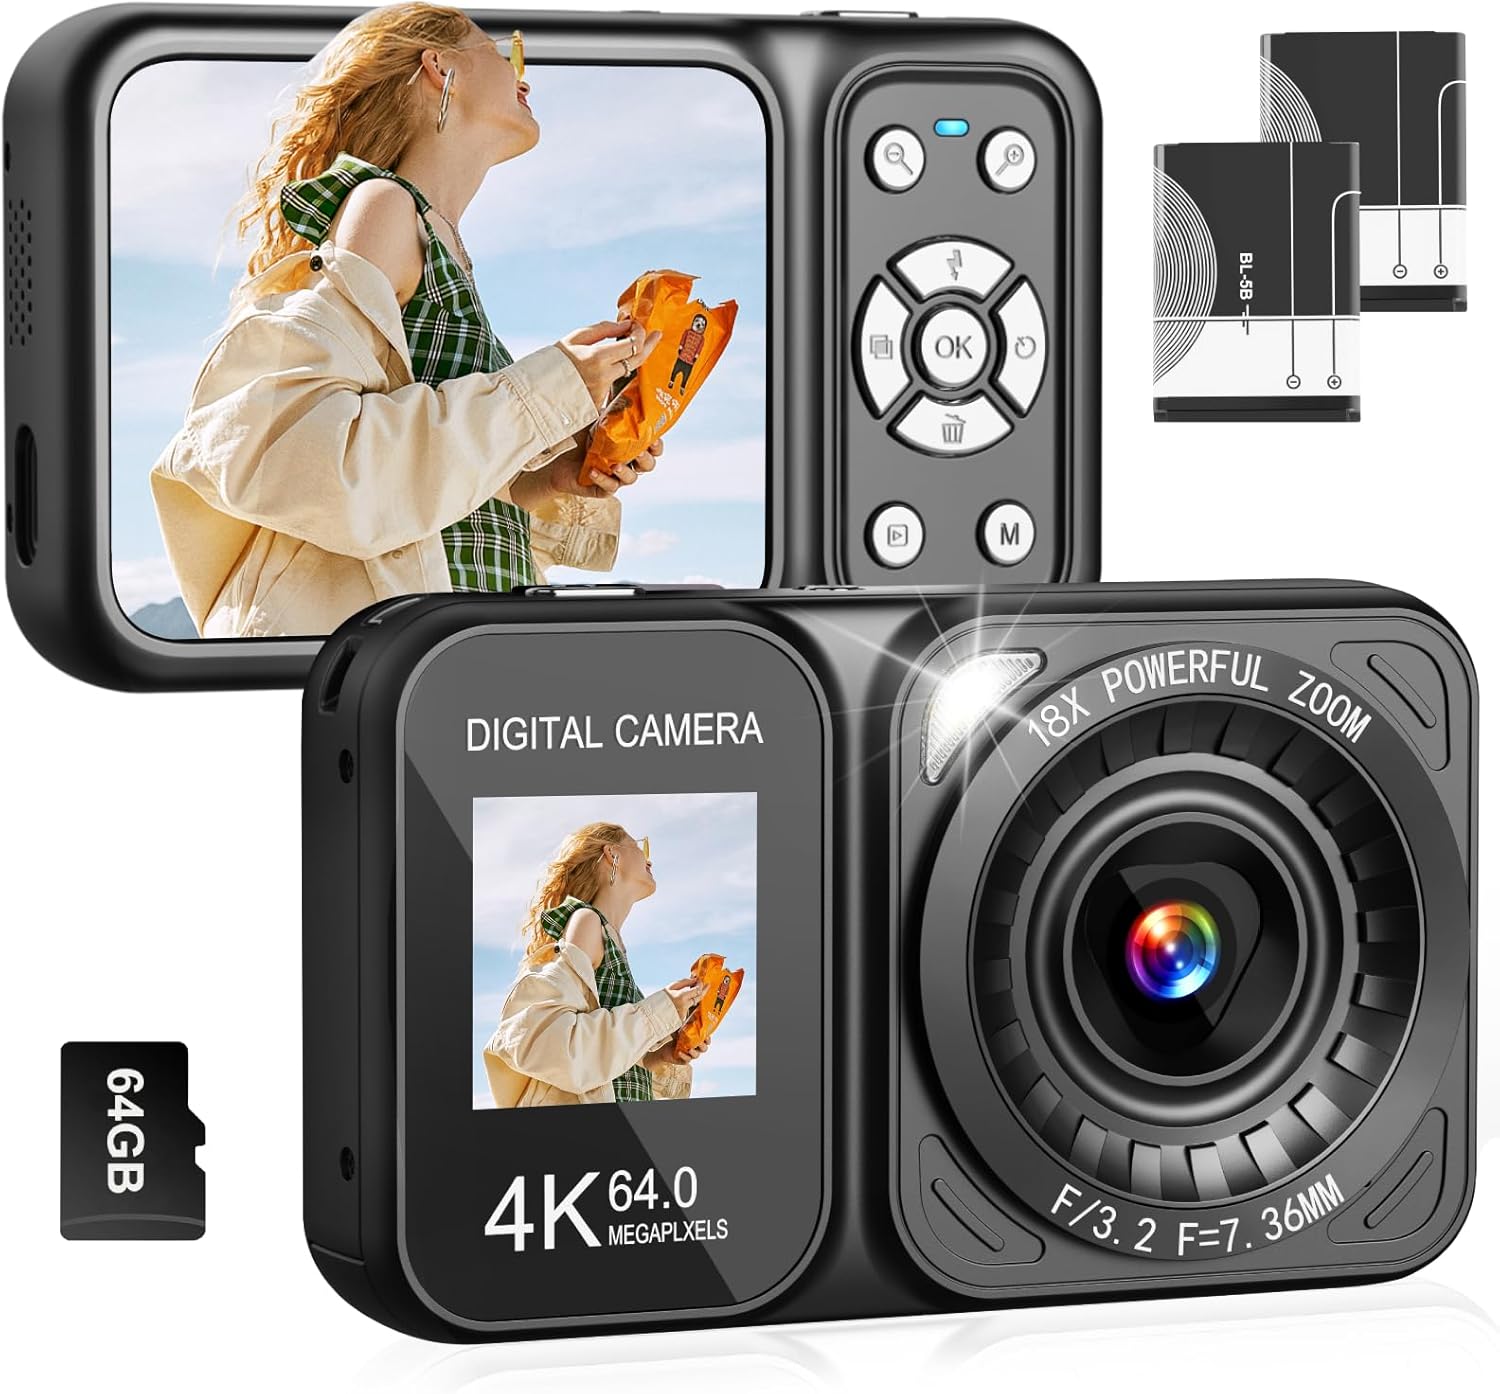 BL-5B
OK
M
18X POWERFUL ZOOM
DIGITAL CAMERA
64GB
4K 64.0
MEGAPLXELS
F/3.2 F=7.36MM